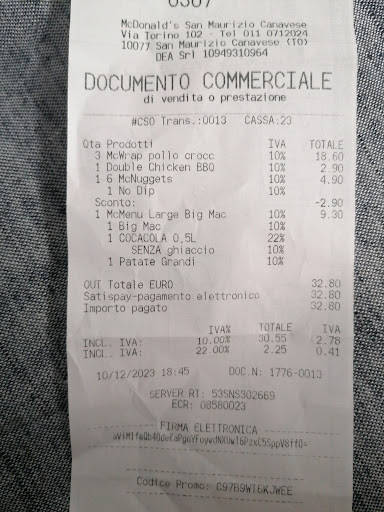 McDonald's San Maurizio Canavese
Via Torino 102 - Tel 011 0712024
10077 San Maurizio Canavese (TO)
DEA Srl 10949310964
DOCUMENTO COMMERCIALE
di vendita o prestazione
#CSO Trans.:0013 CASSA:23
Qta Prodotti IVA TOTALE
3 McWrap pollo crocc 10% 18.60
1 Double Chicken BBQ 10% 2.90
1 6 McNuggets 10% 4.90
1 No Dip 10%
Sconto: -2.90
1 McMenu Large Big Mac 10% 9.30
1 Big Mac 10%
1 COCACOLA 0,5L 22%
SENZA ghiaccio 10%
1 Patate Grandi 10%
OUT Totale EURO 32.80
Satispay-pagamento elettronico 32.80
Importo pagato 32.80
IVA% TOTALE IVA
INCL. IVA: 10.00% 30.55 2.78
INCL. IVA: 22.00% 2.25 0.41
10/12/2023 18:45 DOC.N: 1776-0013
SERVER RT: 53SNS302669
ECR: 08580023
FIRMA ELETTRONICA
Codice Promo: C97B9WT6KJWEE